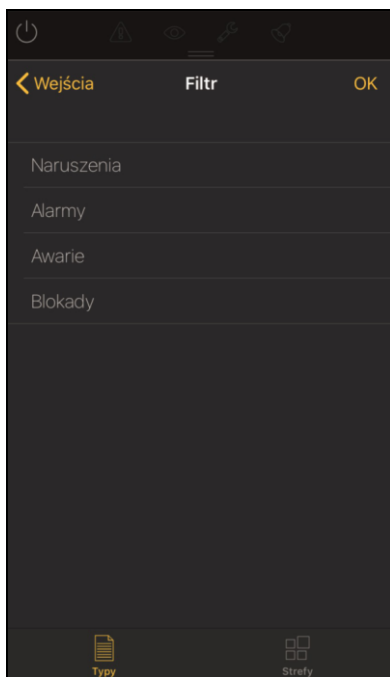 Wejścia Filtr OK
Naruszenia
Alarmy
Awarie
Blokady
Typy Strefy